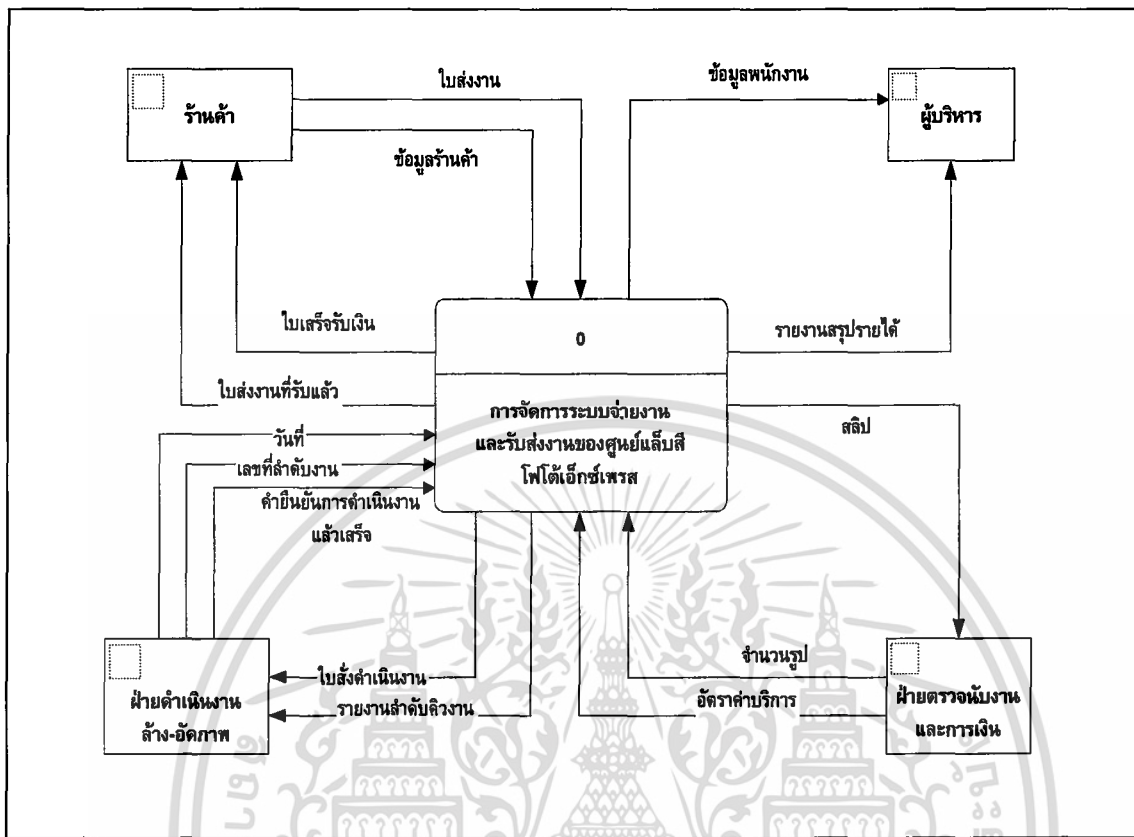 ใบส่งงาน
ข้อมูลพนักงาน
ร้านค้า
ผู้บริหาร
ข้อมูลร้านค้า
ใบเสร็จรับเงิน
0
รายงานสรุปรายได้
ใบส่งงานที่รับแล้ว
การจัดการระบบจ่ายงาน
และรับส่งงานของศูนย์แล็บสี
โฟโต้เอ็กซ์เพรส
สลิป
วันที่
เลขที่ลำดับงาน
คำยืนยันการดำเนินงาน
แล้วเสร็จ
ใบสั่งดำเนินงาน
รายงานลำดับคิวงาน
ฝ่ายดำเนินงาน
ล้าง-อัดภาพ
จำนวนรูป
อัตราค่าบริการ
ฝ่ายตรวจนับงาน
และการเงิน